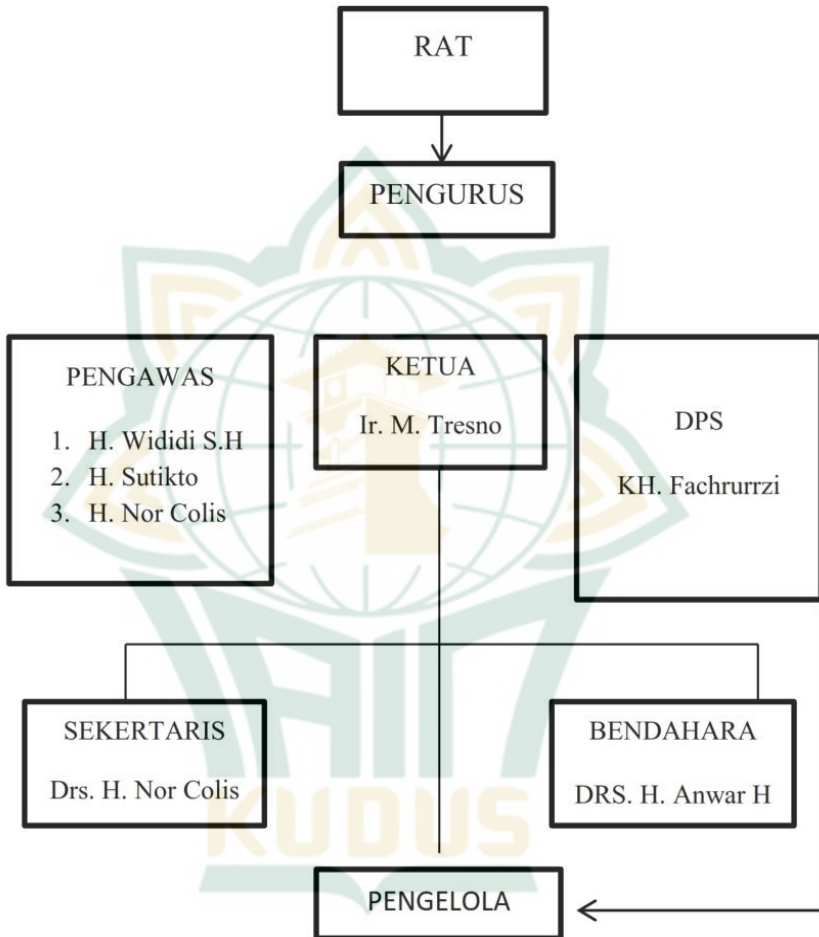 RAT
PENGURUS
PENGAWAS
1. H. Wididi S.H
2. H. Sutikto
3. H. Nor Colis
KETUA
Ir. M. Tresno
DPS
KH. Fachrurrzi
SEKERTARIS
Drs. H. Nor Colis
BENDAHARA
DRS. H. Anwar H
PENGELOLA
IAIN
KUDUS